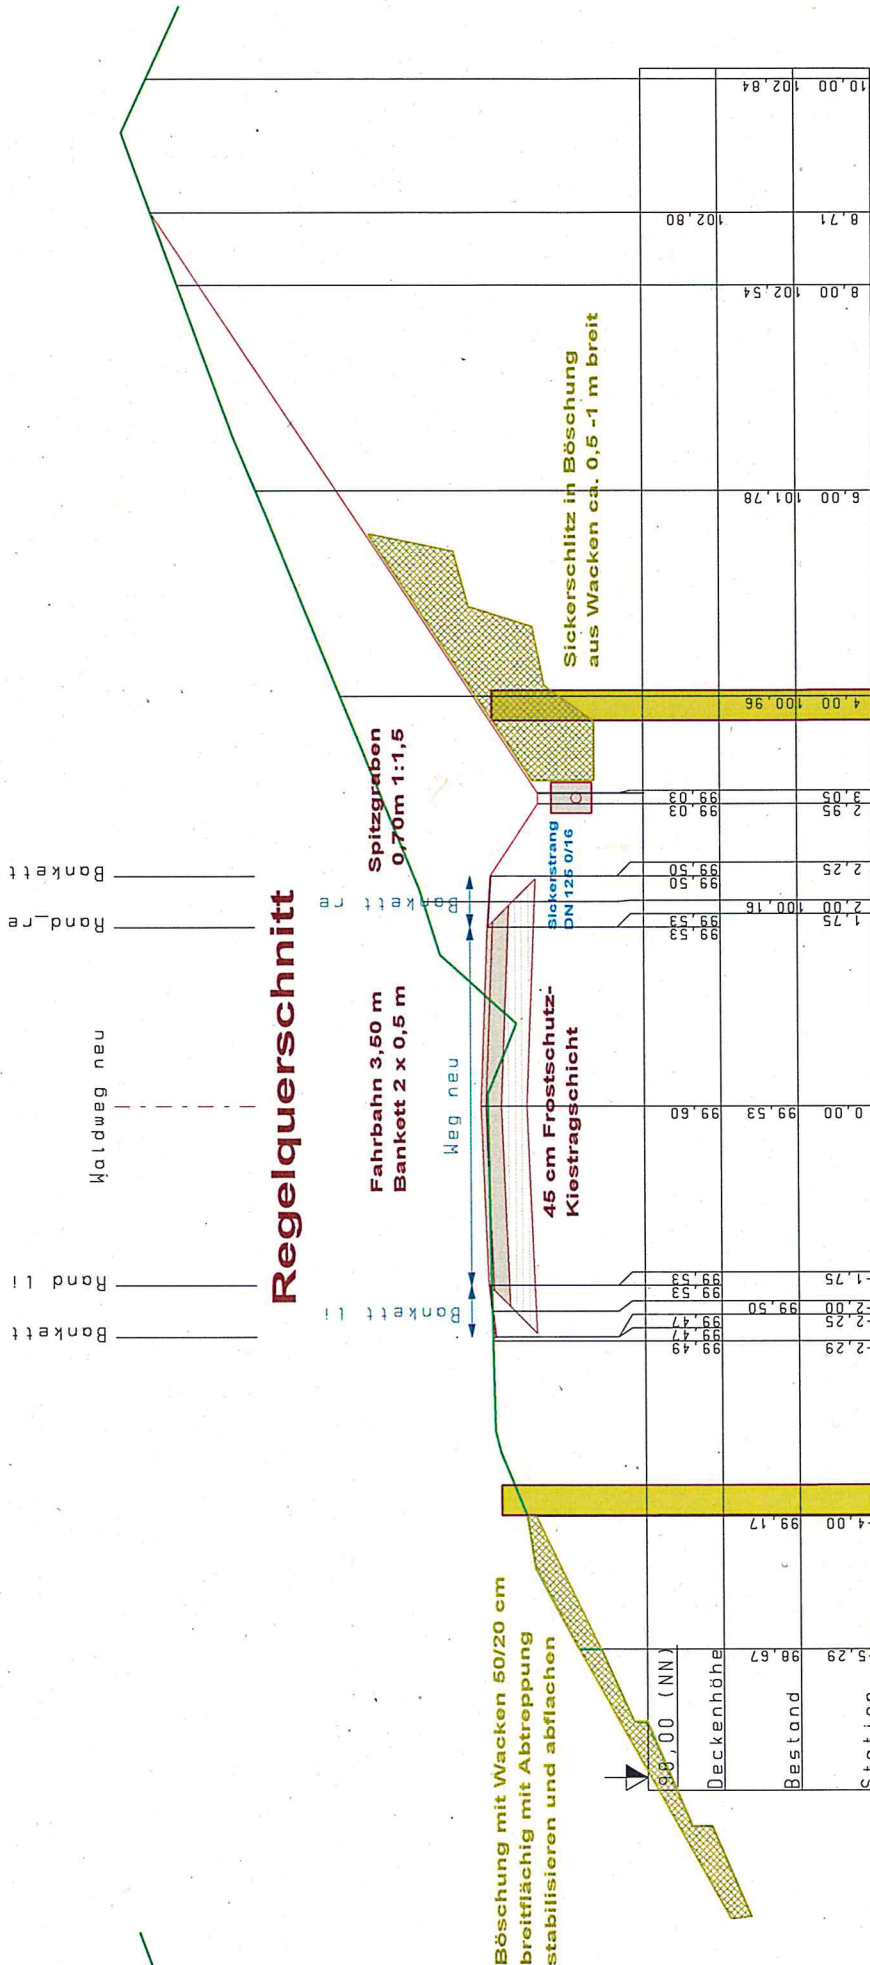 Regelquerschnitt
Bankett
Rand li
Waldweg neu
Rand_re
Bankett
Fahrbahn 3,50 m
Bankett 2 x 0,5 m
Spitzgraben
0,70m 1:1,5
Bankett li
Weg neu
Bankett re
45 cm Frostschutz-
Kiestragschicht
Sickerstrang
DN 125 0/16
Sickerschlitz in Böschung
aus Wacken ca. 0,5 -1 m breit
Böschung mit Wacken 50/20 cm
breitflächig mit Abtreppung
stabilisieren und abflachen
98,00 (NN)
Deckenhöhe
99,49
99,47
99,47
99,53
99,53
99,60
99,53
99,53
99,50
99,50
99,03
99,03
102,80
Bestand
98,67
99,17
99,50
99,53
100,16
100,96
101,78
102,54
102,84
Station
-5,29
-4,00
-2,29
-2,25
-2,00
-1,75
0,00
1,75
2,00
2,25
2,95
3,05
4,00
6,00
8,00
8,71
10,00